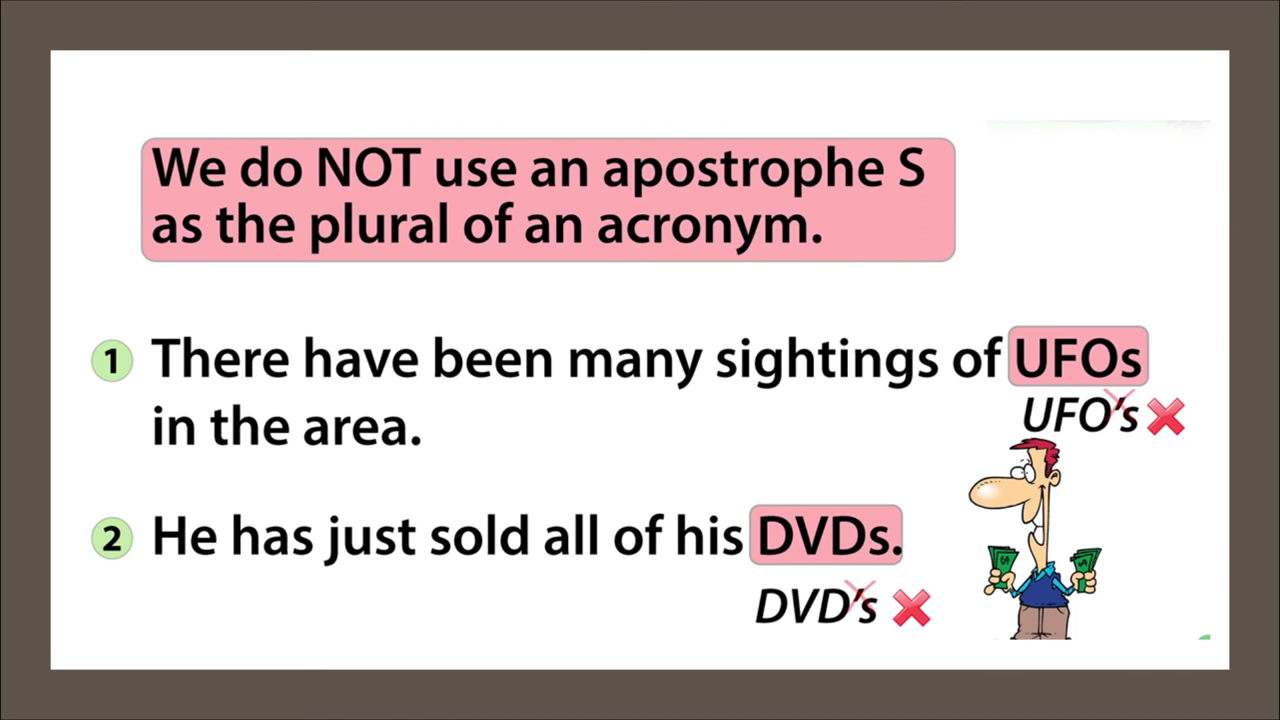 We do NOT use an apostrophe S
as the plural of an acronym.
1 There have been many sightings of UFOs
UFO's
in the area.
2 He has just sold all of his DVDs.
DVD's